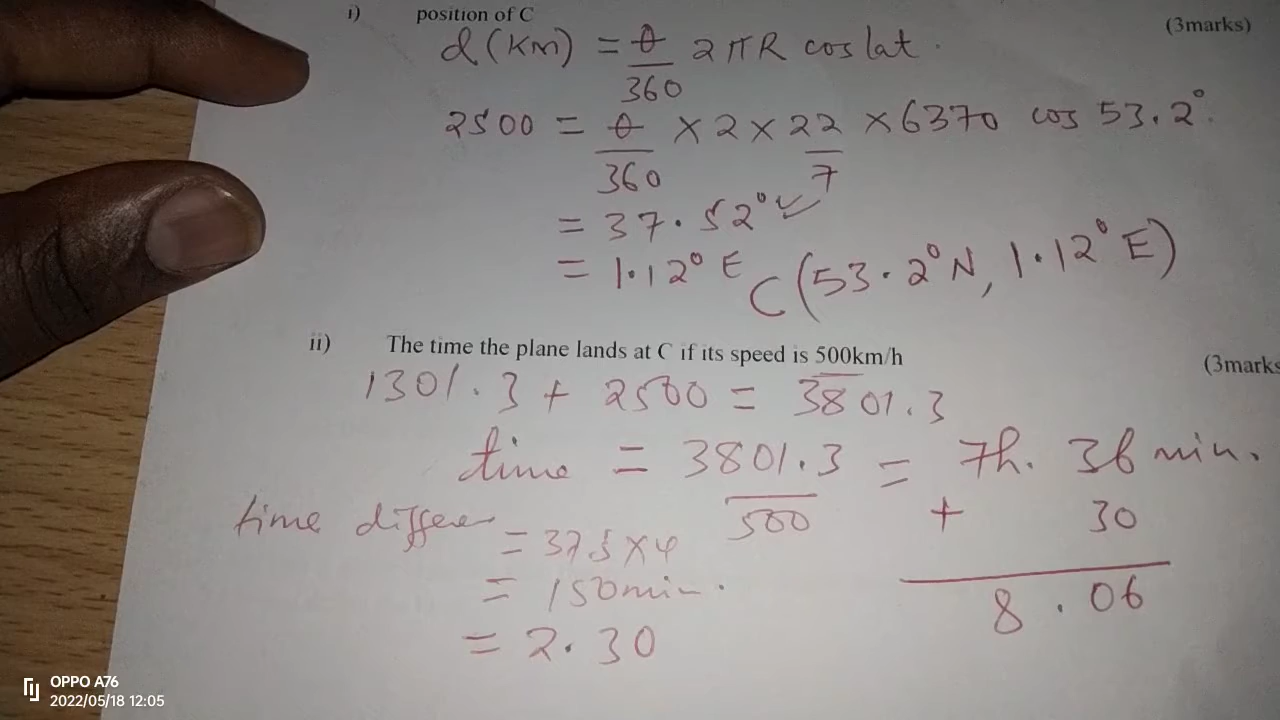 i) position of C (3marks)
d (Km) = θ/360 2πR cos lat.
2500 = θ/360 × 2 × 22/7 × 6370 cos 53.2°.
= 37.52° ✓
= 1.12° E
C (53.2° N, 1.12° E)
ii) The time the plane lands at C if its speed is 500km/h (3marks
1301.3 + 2500 = 3801.3
time = 3801.3/500 = 7h. 36 min.
+ 30
8.06
time differen
= 37.5 × 4
= 150 min.
= 2.30
OPPO A76
2022/05/18 12:05